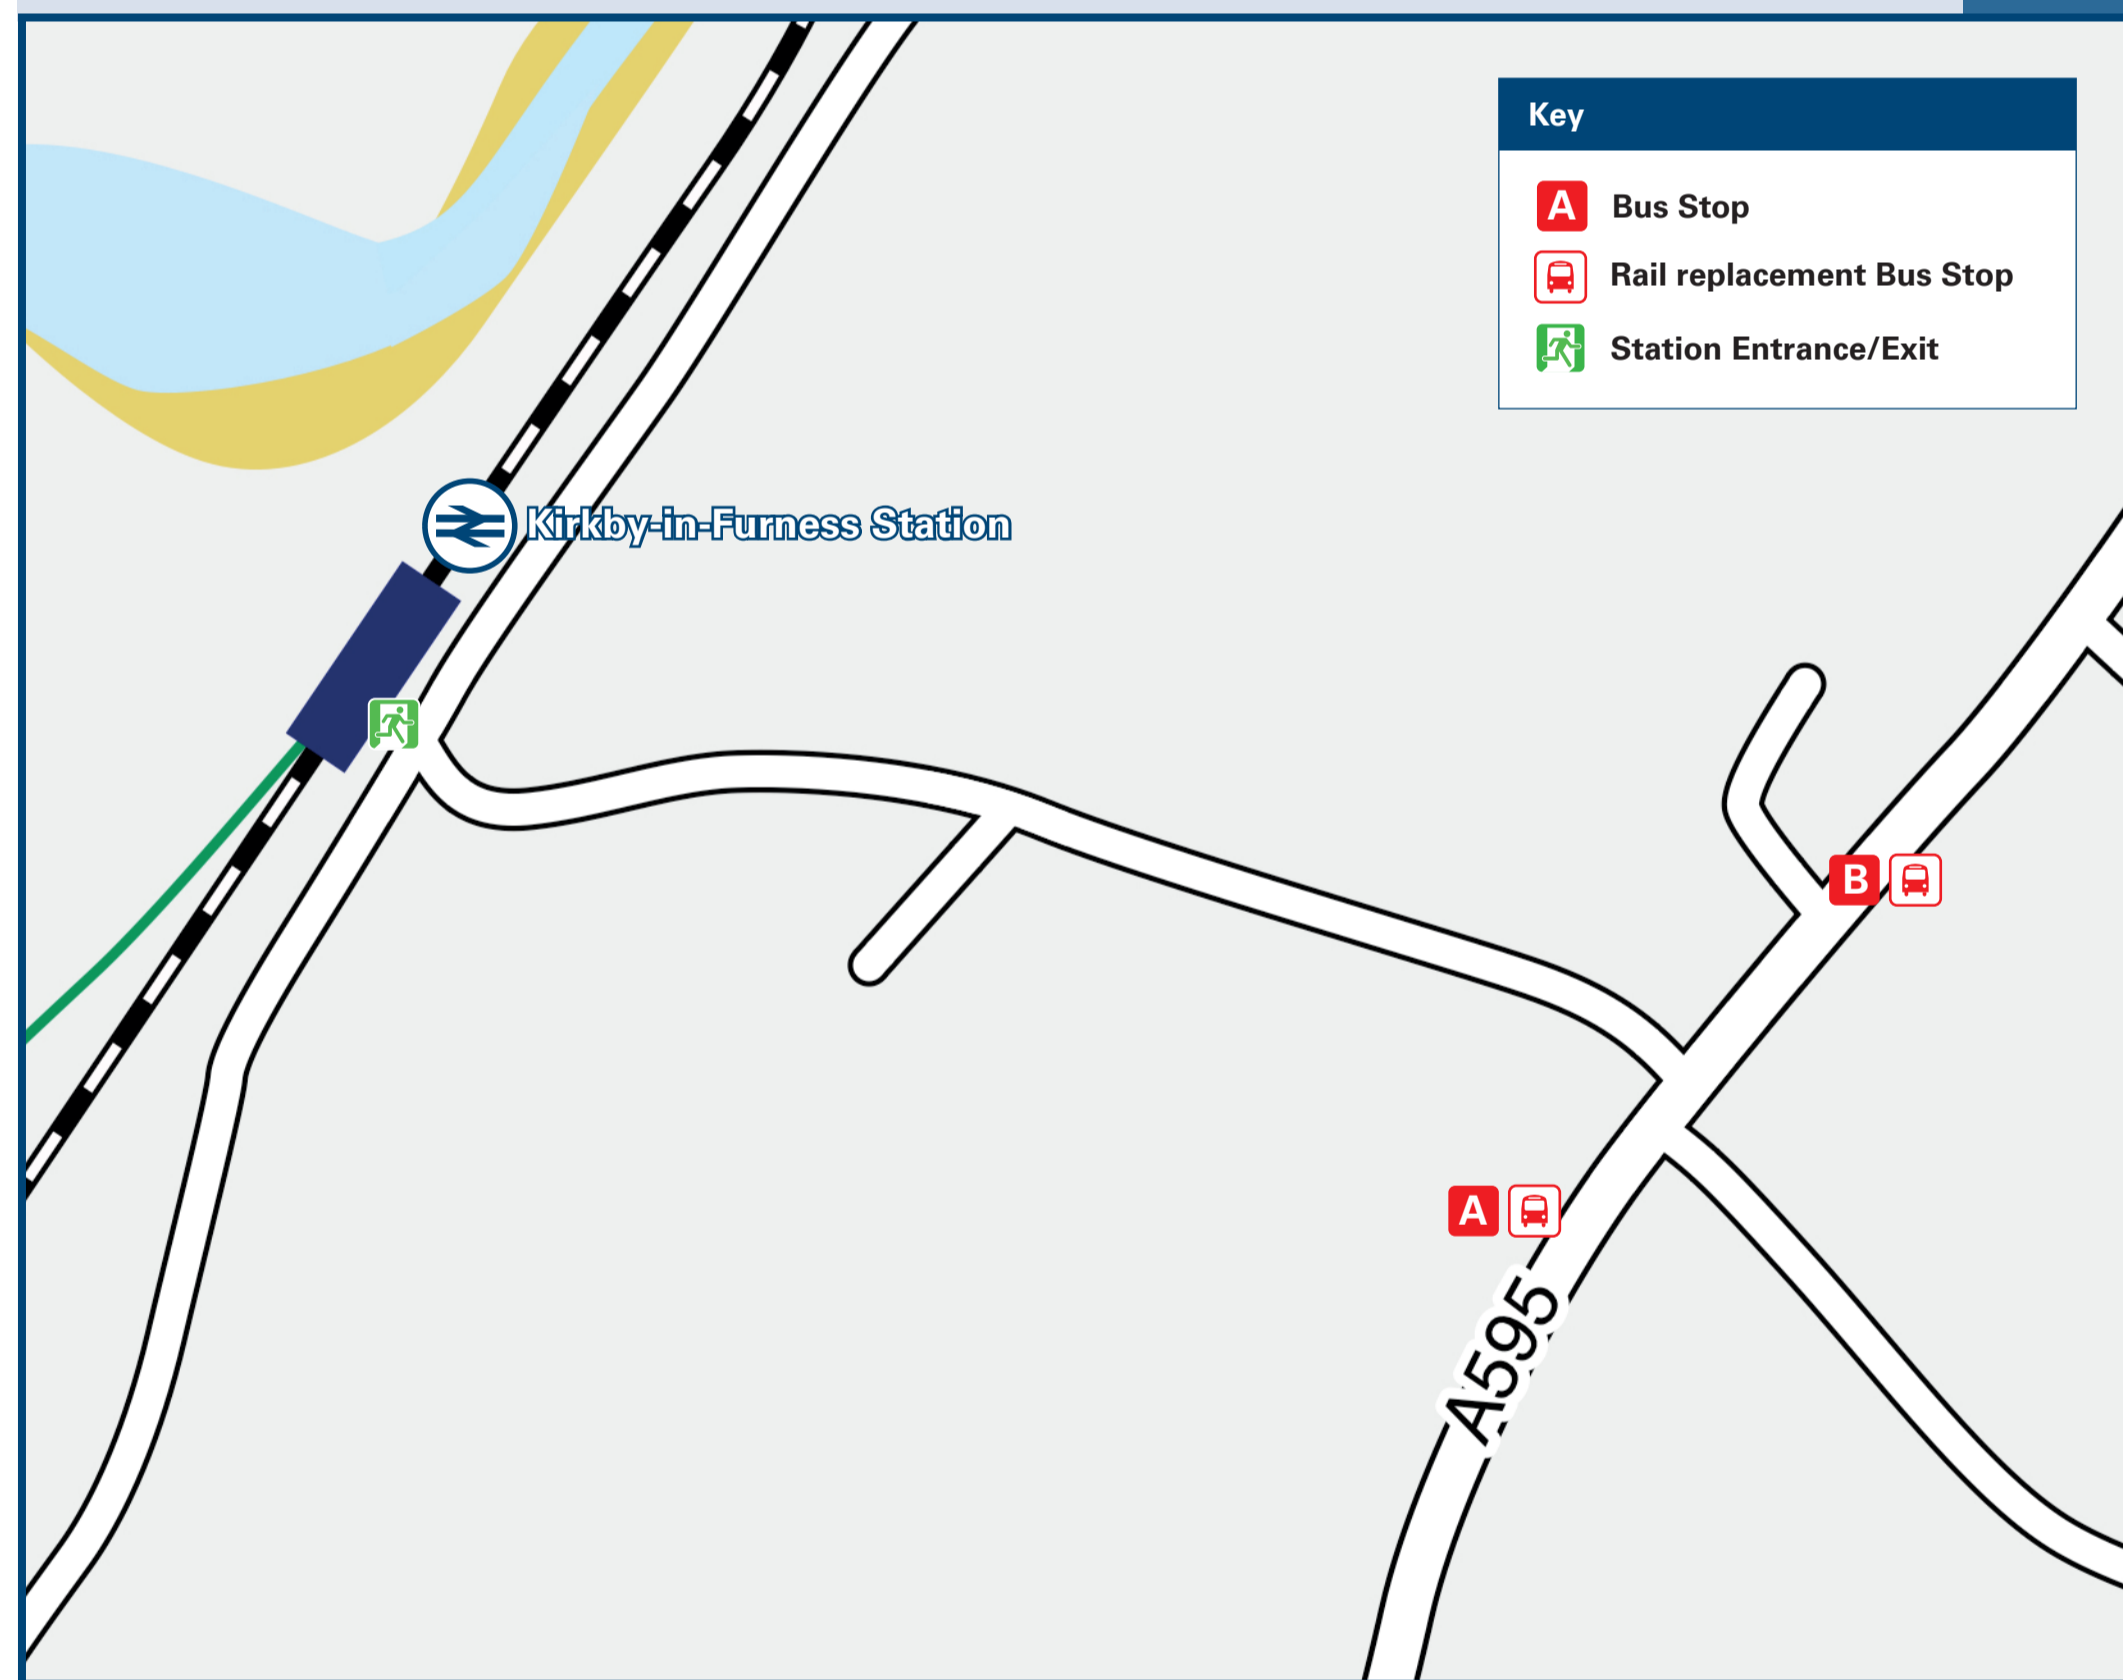 Key
A Bus Stop
Rail replacement Bus Stop
Station Entrance/Exit
Kirkby-in-Furness Station
B
A
A595